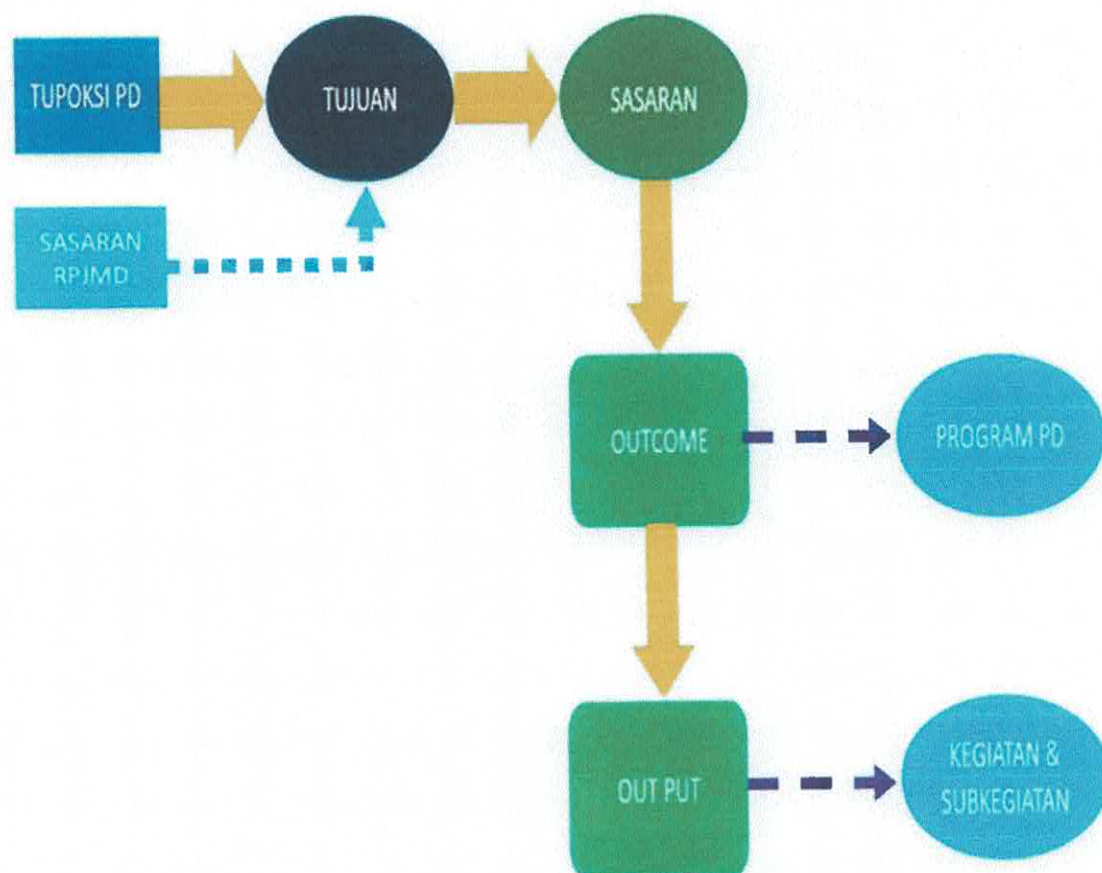 TUPOKSI PD
TUJUAN
SASARAN
SASARAN
RPJMD
OUTCOME
PROGRAM PD
OUT PUT
KEGIATAN &
SUBKEGIATAN